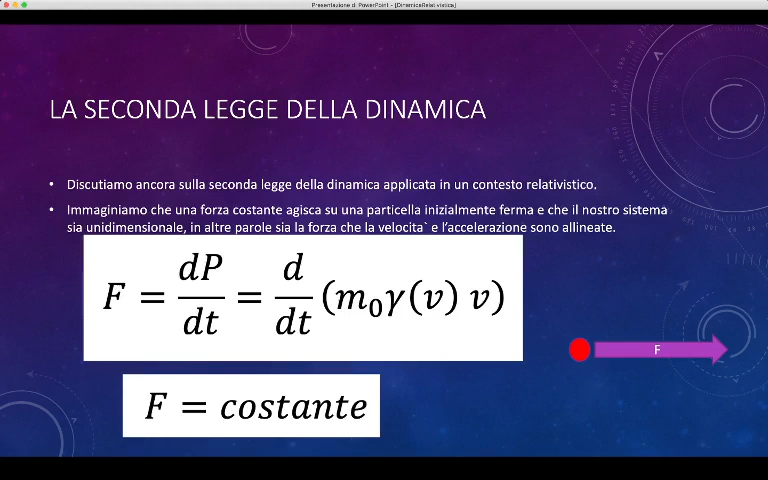 Presentazione di PowerPoint - [DinamicaRelativistica]
LA SECONDA LEGGE DELLA DINAMICA
• Discutiamo ancora sulla seconda legge della dinamica applicata in un contesto relativistico.
• Immaginiamo che una forza costante agisca su una particella inizialmente ferma e che il nostro sistema
sia unidimensionale, in altre parole sia la forza che la velocita` e l’accelerazione sono allineate.
F = dP/dt = d/dt (m₀γ(v) v)
F
F = costante